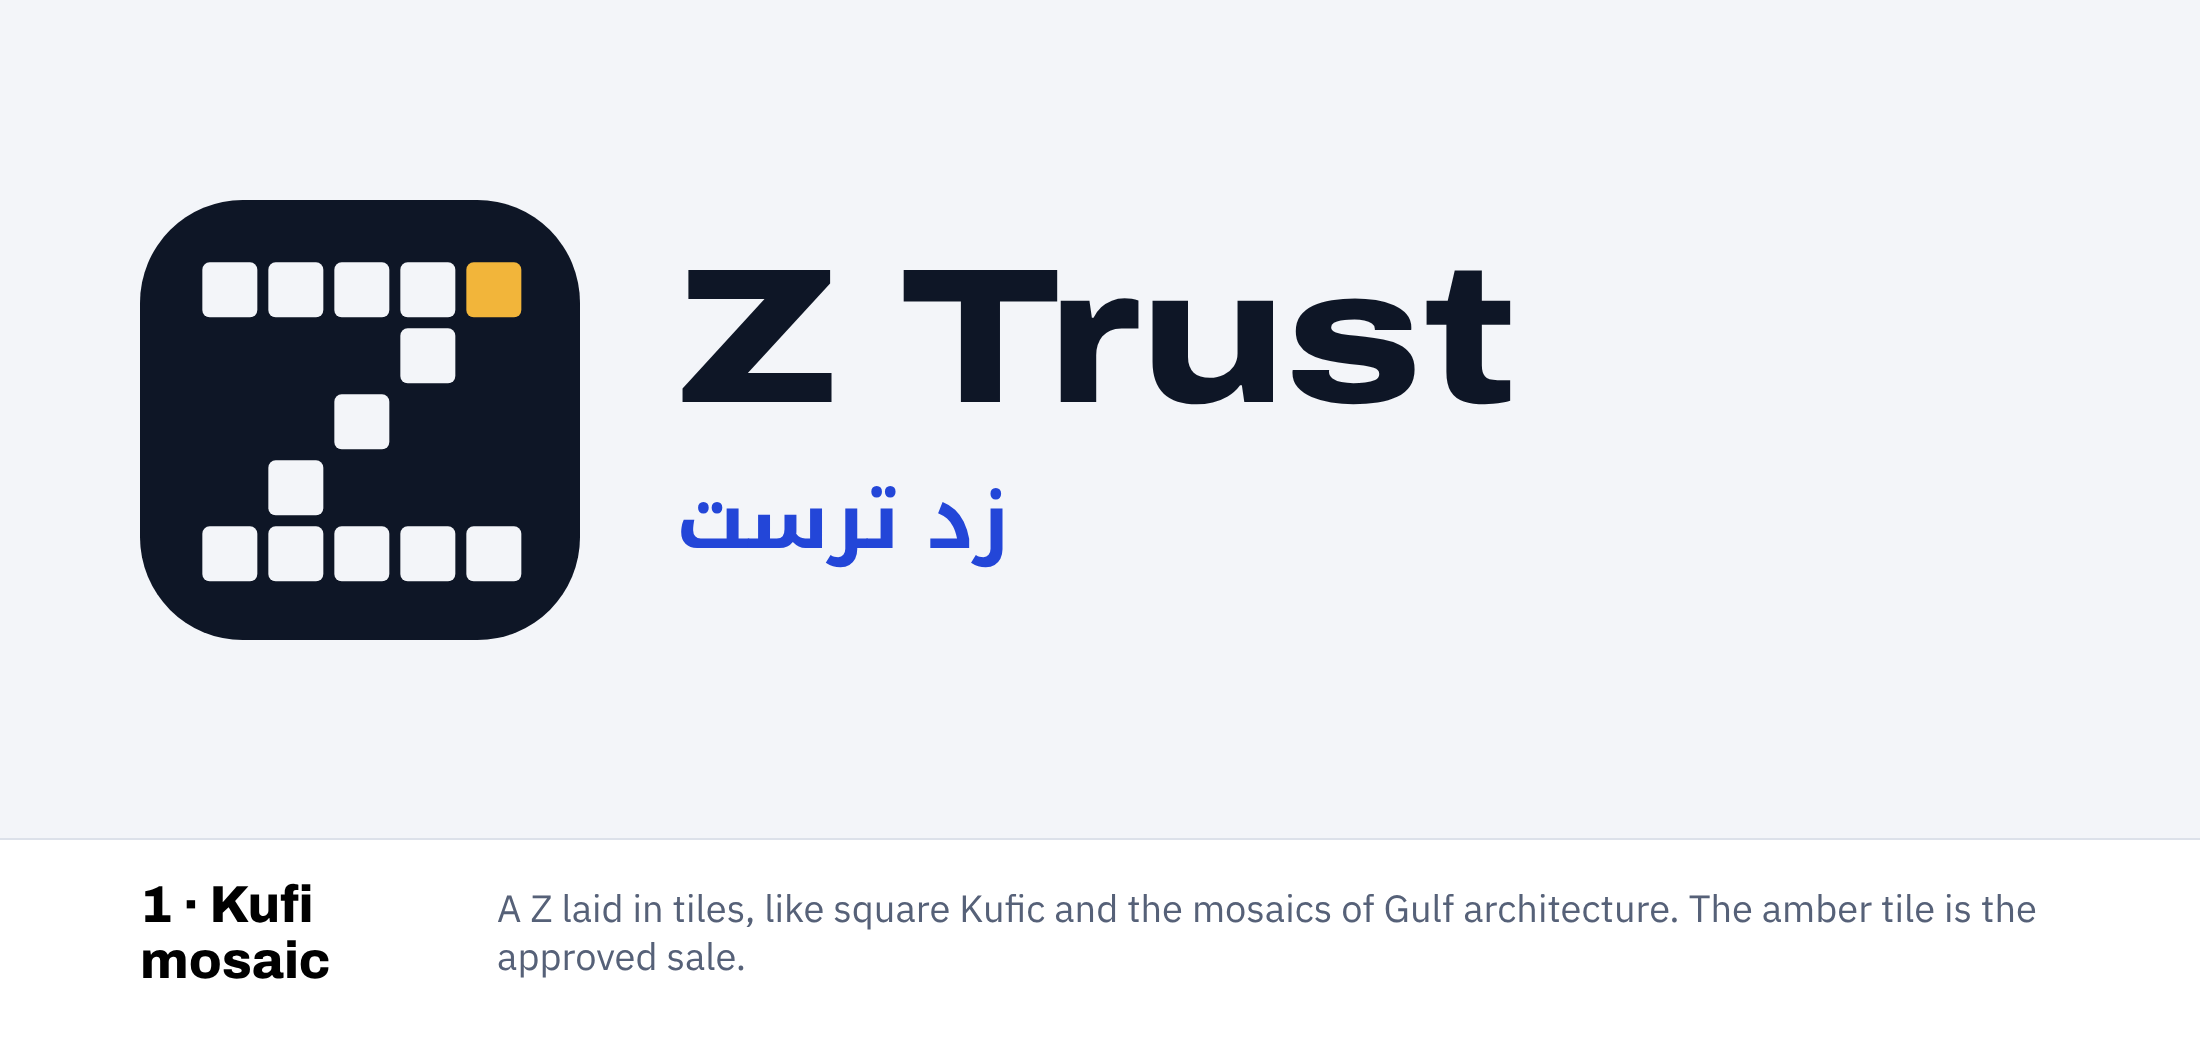 Z Trust
زد ترست
1 · Kufi
mosaic
A Z laid in tiles, like square Kufic and the mosaics of Gulf architecture. The amber tile is the
approved sale.